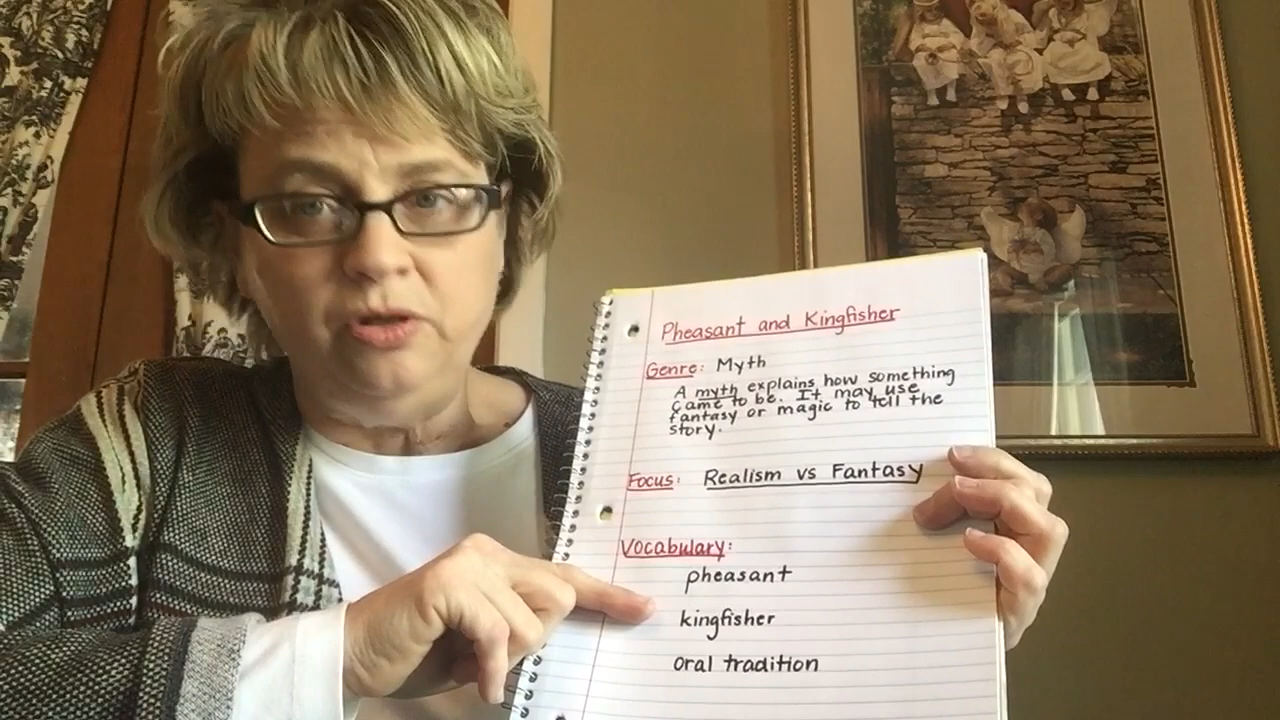 Pheasant and Kingfisher
Genre: Myth
A myth explains how something
came to be. It may use
fantasy or magic to tell the
story.
Focus: Realism vs Fantasy
Vocabulary:
pheasant
kingfisher
oral tradition